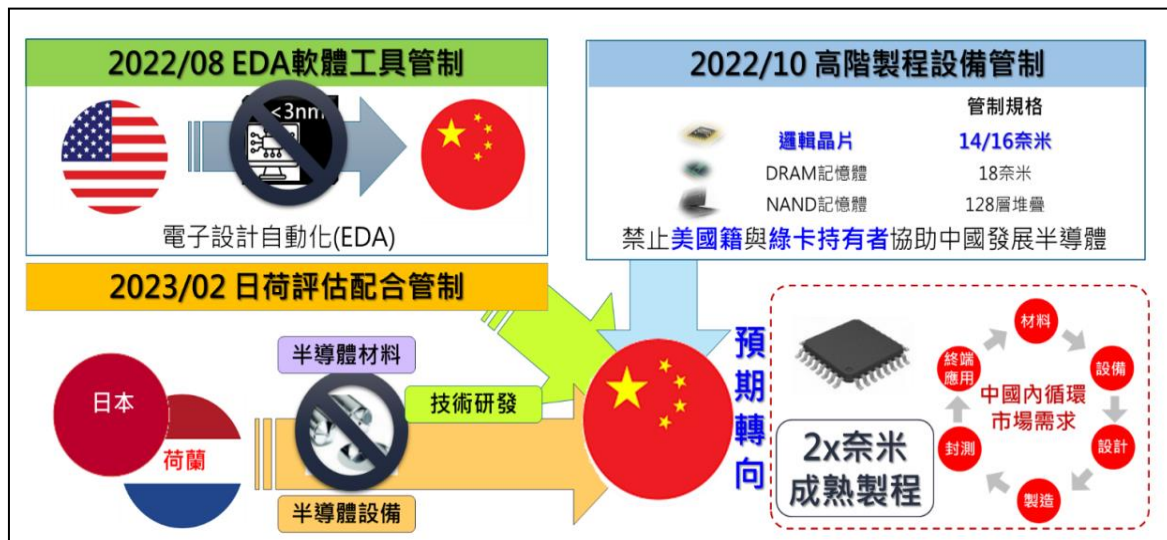 2022/08 EDA軟體工具管制
<3nm
電子設計自動化(EDA)
2022/10 高階製程設備管制
管制規格
邏輯晶片 14/16奈米
DRAM記憶體 18奈米
NAND記憶體 128層堆疊
禁止美國籍與綠卡持有者協助中國發展半導體
2023/02 日荷評估配合管制
日本
荷蘭
半導體材料
技術研發
半導體設備
預期轉向
2x奈米
成熟製程
中國內循環
市場需求
材料
設備
設計
製造
封測
終端
應用